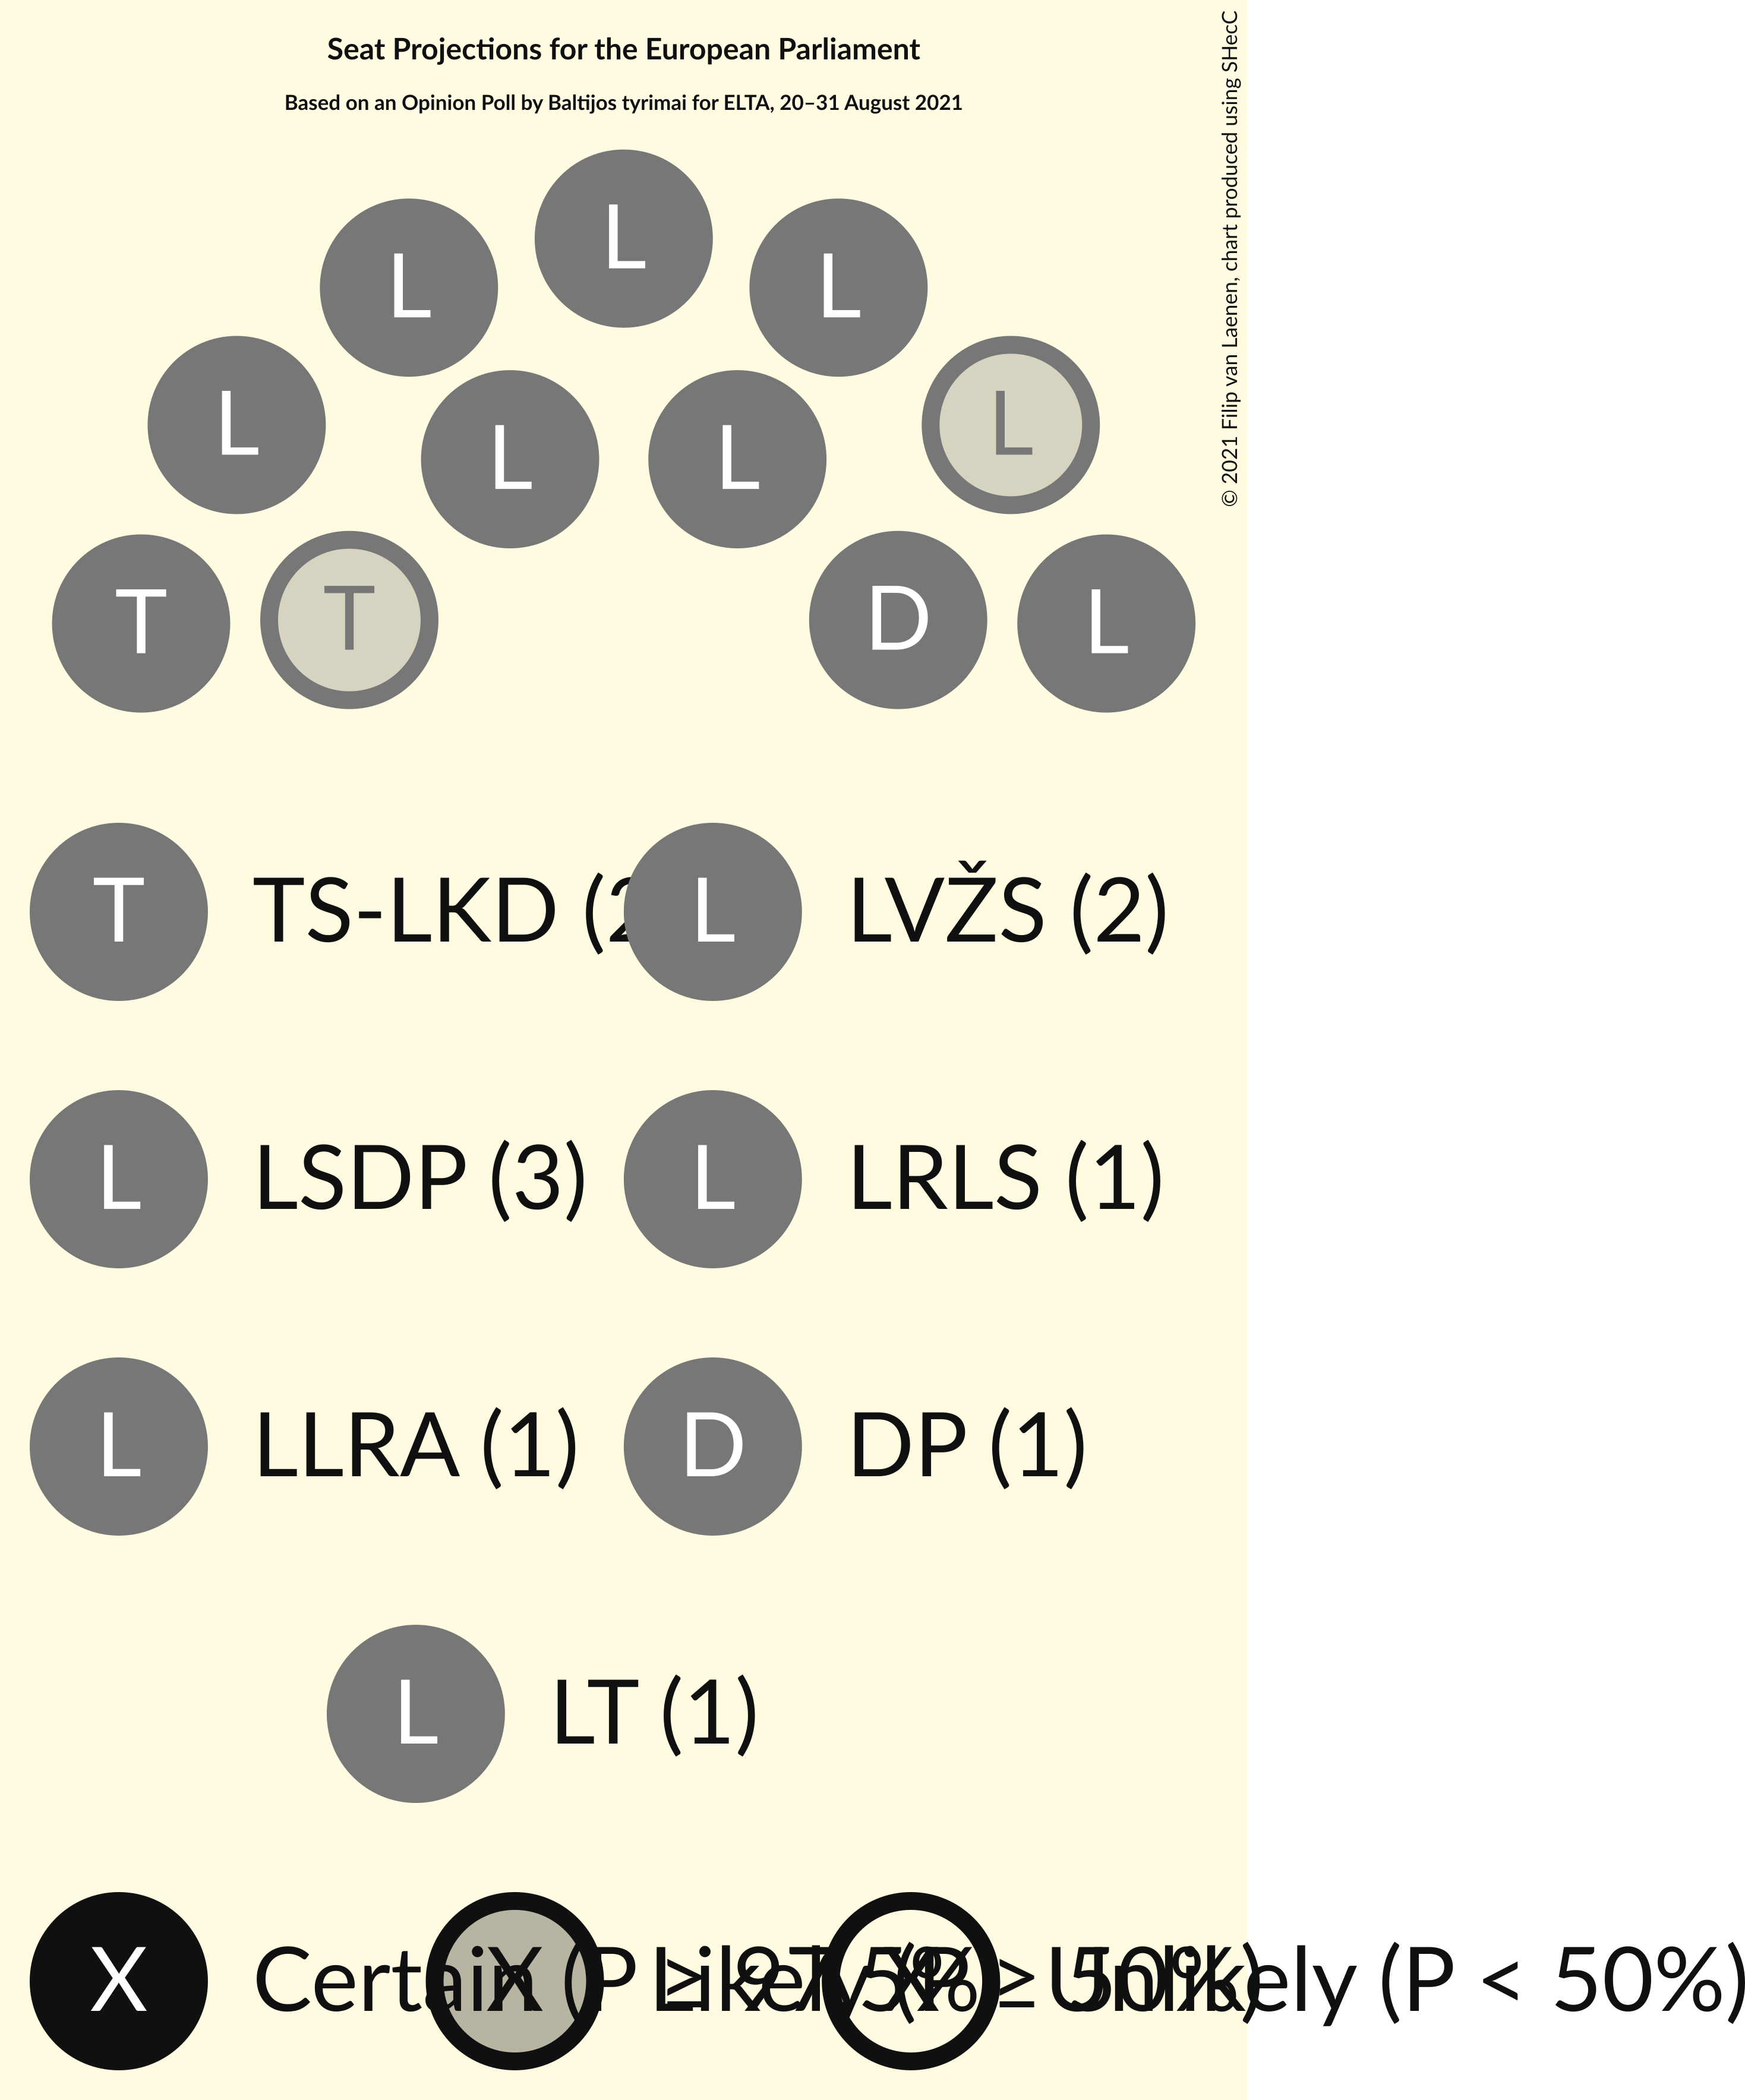 Seat Projections for the European Parliament
Based on an Opinion Poll by Baltijos tyrimai for ELTA, 20–31 August 2021
© 2021 Filip van Laenen, chart produced using SHecC
L
L L
L L
L L
T T D L
T TS-LKD (2 L LVŽS (2)
L LSDP (3) L LRLS (1)
L LLRA (1) D DP (1)
L LT (1)
X Certain (P ≥ 97.5% X Likely (P ≥ 50%) X Unlikely (P < 50%)